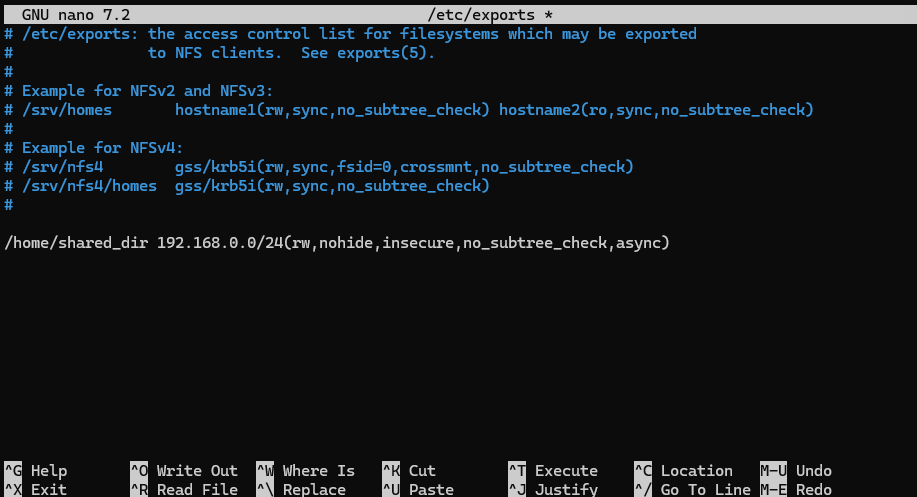 GNU nano 7.2 /etc/exports *
# /etc/exports: the access control list for filesystems which may be exported
# to NFS clients. See exports(5).
#
# Example for NFSv2 and NFSv3:
# /srv/homes hostname1(rw,sync,no_subtree_check) hostname2(ro,sync,no_subtree_check)
#
# Example for NFSv4:
# /srv/nfs4 gss/krb5i(rw,sync,fsid=0,crossmnt,no_subtree_check)
# /srv/nfs4/homes gss/krb5i(rw,sync,no_subtree_check)
#
/home/shared_dir 192.168.0.0/24(rw,nohide,insecure,no_subtree_check,async)
^G Help ^O Write Out ^W Where Is ^K Cut ^T Execute ^C Location M-U Undo
^X Exit ^R Read File ^\ Replace ^U Paste ^J Justify ^/ Go To Line M-E Redo